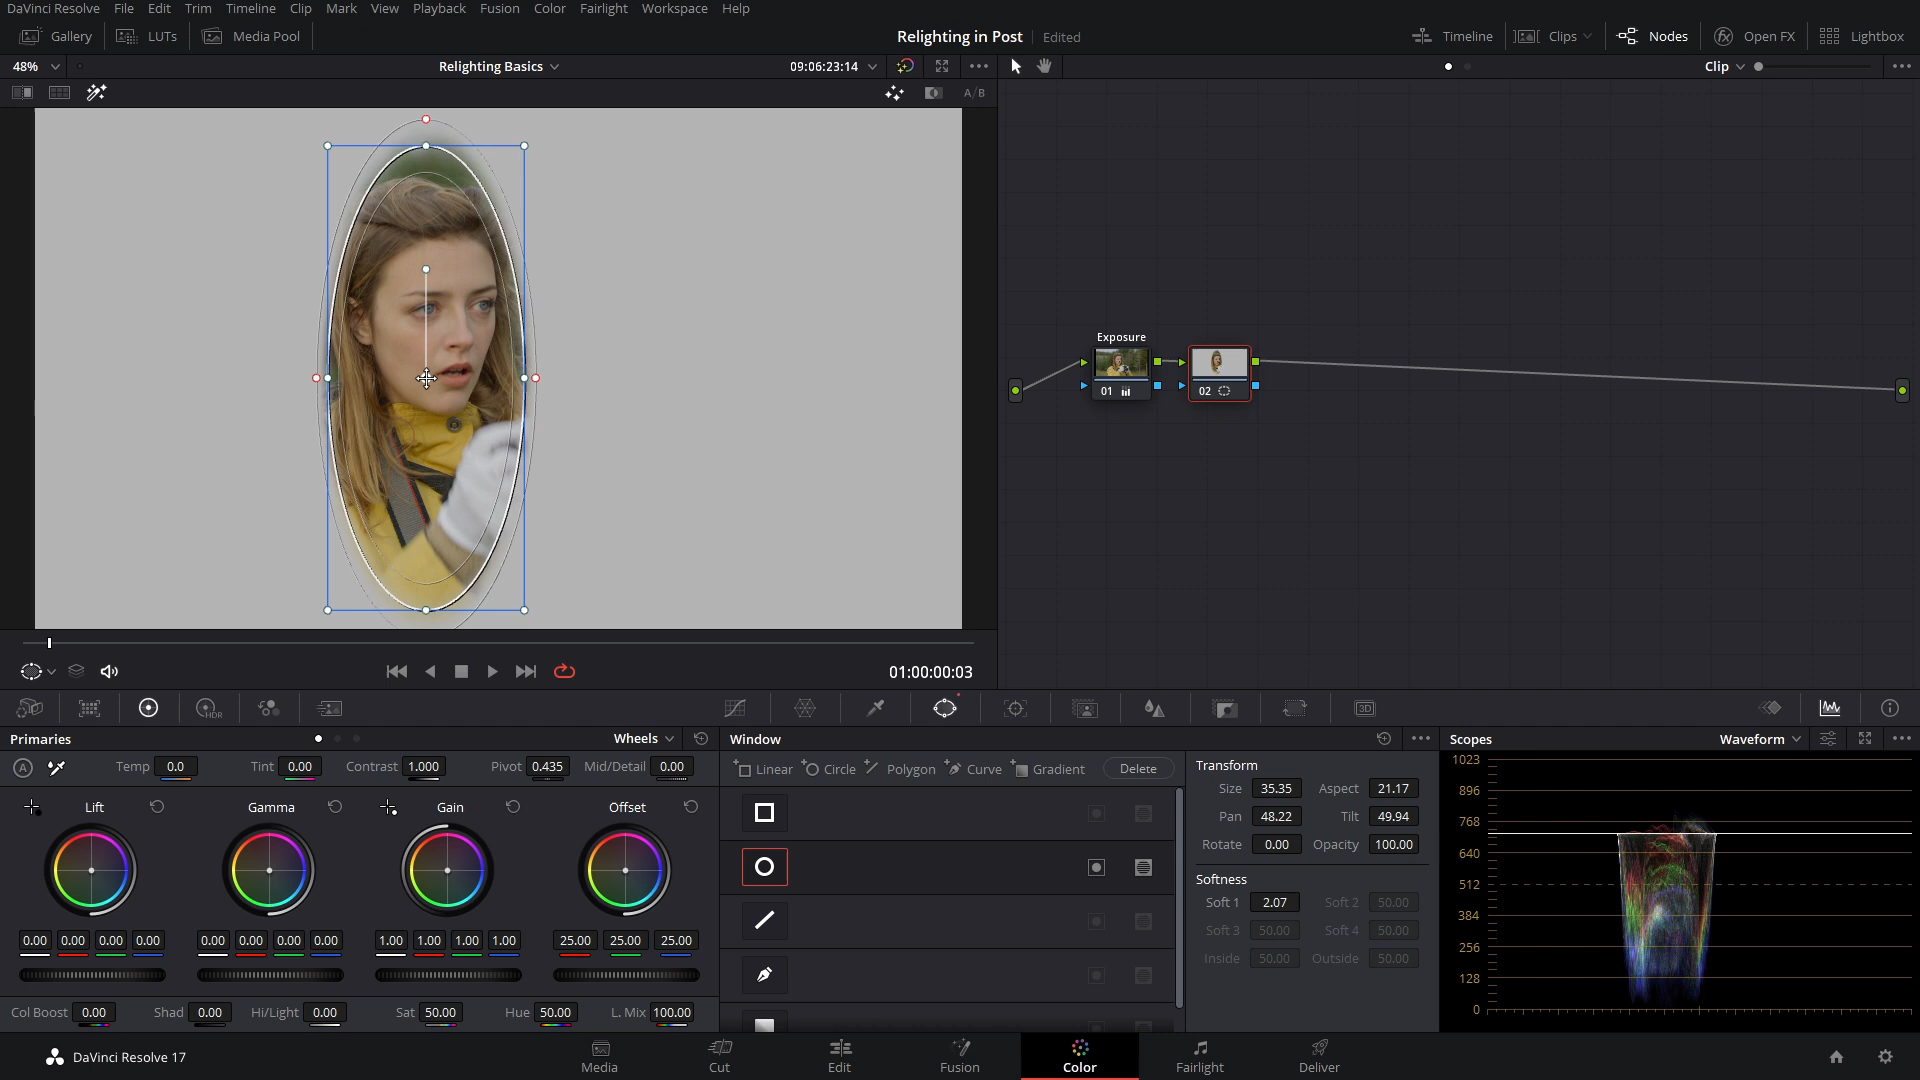 DaVinci Resolve File Edit Trim Timeline Clip Mark View Playback Fusion Color Fairlight Workspace Help
Gallery LUTs Media Pool Relighting in Post Edited Timeline Clips Nodes Open FX Lightbox
48% Relighting Basics 09:06:23:14 Clip
A/B
Exposure
01 02
01:00:00:03
HDR 3D
Primaries Wheels Window Scopes Waveform
A Temp 0.0 Tint 0.00 Contrast 1.000 Pivot 0.435 Mid/Detail 0.00
Linear Circle Polygon Curve Gradient Delete
Lift Gamma Gain Offset
0.00 0.00 0.00 0.00 0.00 0.00 0.00 0.00 1.00 1.00 1.00 1.00 25.00 25.00 25.00
Col Boost 0.00 Shad 0.00 Hi/Light 0.00 Sat 50.00 Hue 50.00 L. Mix 100.00
Transform
Size 35.35 Aspect 21.17
Pan 48.22 Tilt 49.94
Rotate 0.00 Opacity 100.00
Softness
Soft 1 2.07 Soft 2 50.00
Soft 3 50.00 Soft 4 50.00
Inside 50.00 Outside 50.00
1023
896
768
640
512
384
256
128
0
DaVinci Resolve 17 Media Cut Edit Fusion Color Fairlight Deliver